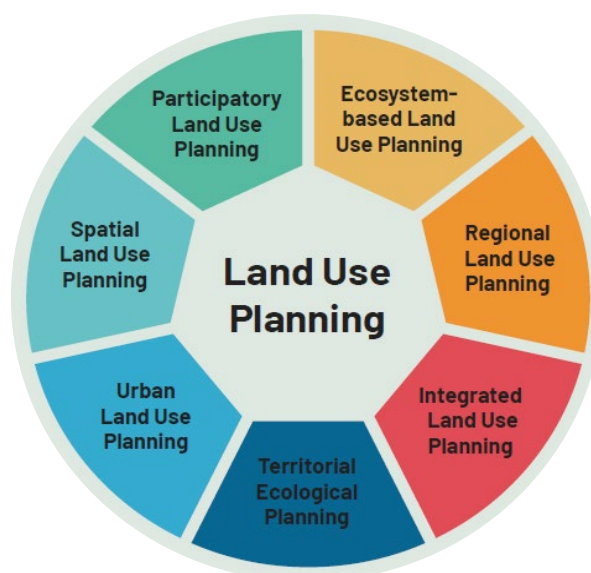 Participatory
Land Use
Planning
Ecosystem-
based Land
Use Planning
Spatial
Land Use
Planning
Land Use
Planning
Regional
Land Use
Planning
Urban
Land Use
Planning
Integrated
Land Use
Planning
Territorial
Ecological
Planning